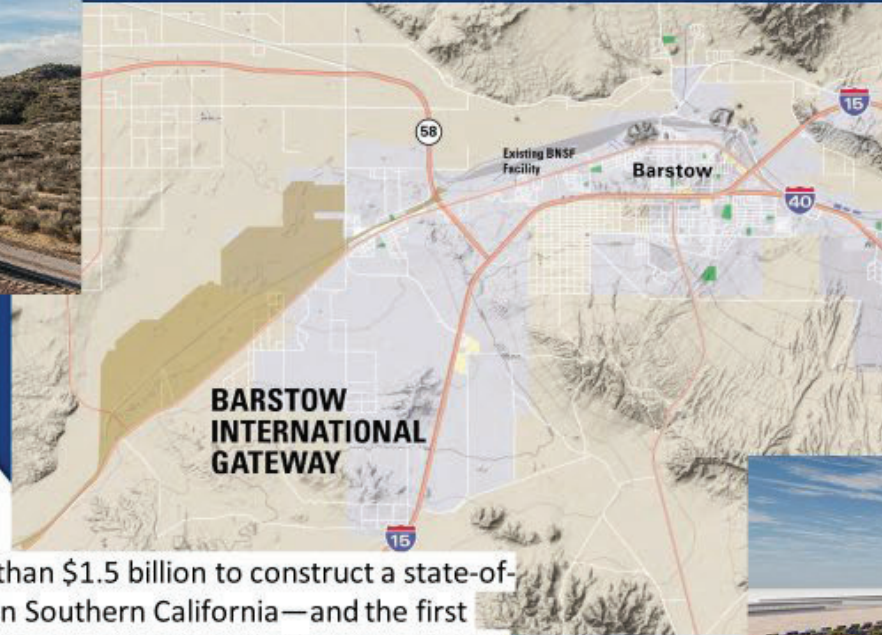 15
58
Existing BNSF
Facility
Barstow
40
BARSTOW
INTERNATIONAL
GATEWAY
15
than $1.5 billion to construct a state-of-
n Southern California—and the first